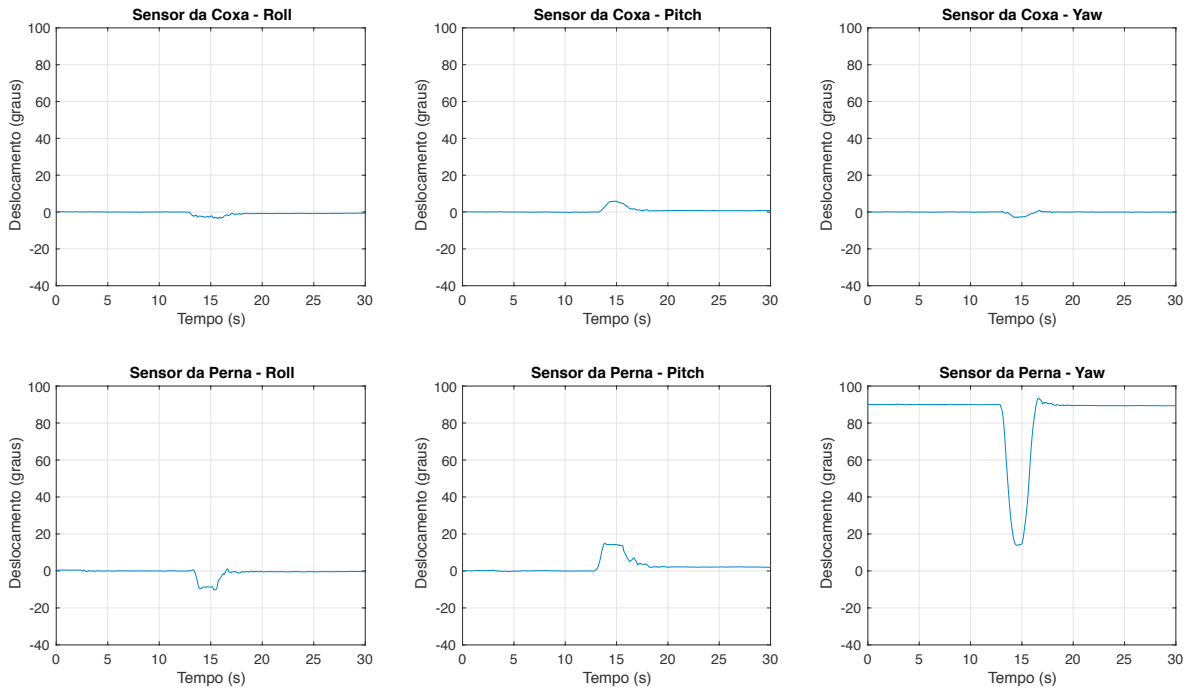 Sensor da Coxa - Roll
Deslocamento (graus)
100
80
60
40
20
0
-20
-40
0 5 10 15 20 25 30
Tempo (s)
Sensor da Coxa - Pitch
Deslocamento (graus)
100
80
60
40
20
0
-20
-40
0 5 10 15 20 25 30
Tempo (s)
Sensor da Coxa - Yaw
Deslocamento (graus)
100
80
60
40
20
0
-20
-40
0 5 10 15 20 25 30
Tempo (s)
Sensor da Perna - Roll
Deslocamento (graus)
100
80
60
40
20
0
-20
-40
0 5 10 15 20 25 30
Tempo (s)
Sensor da Perna - Pitch
Deslocamento (graus)
100
80
60
40
20
0
-20
-40
0 5 10 15 20 25 30
Tempo (s)
Sensor da Perna - Yaw
Deslocamento (graus)
100
80
60
40
20
0
-20
-40
0 5 10 15 20 25 30
Tempo (s)